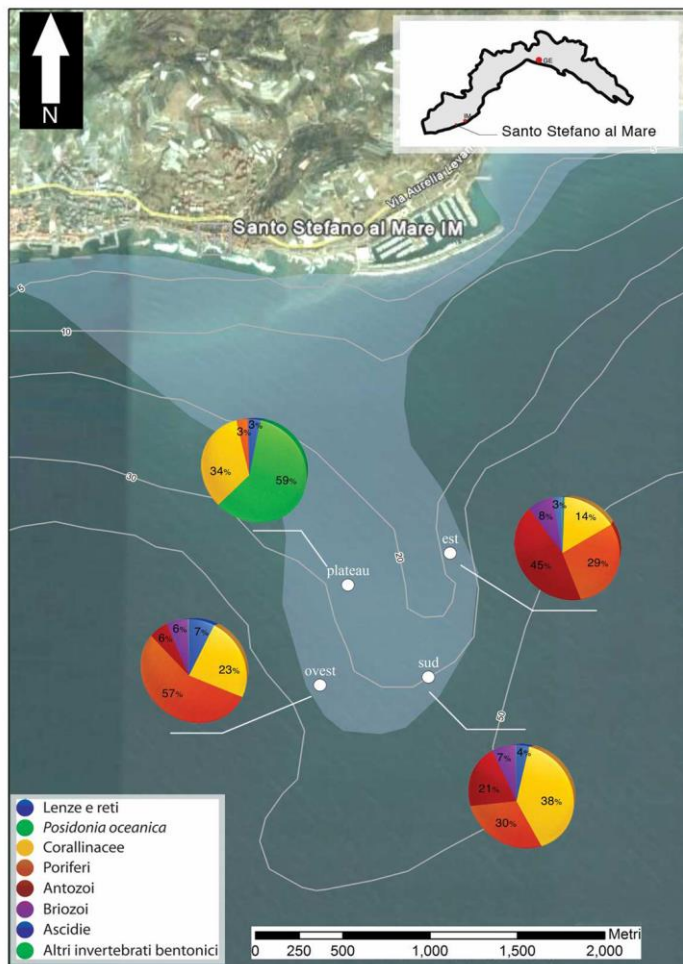 N
GE
IM
Santo Stefano al Mare
Via Aurelia Levante
Santo Stefano al Mare IM
5
5
10
3% 3%
34% 59%
30
20
plateau
est
3%
8% 14%
45% 29%
6% 7%
6%
23%
57%
ovest
sud
50
7% 4%
21% 38%
30%
Lenze e reti
Posidonia oceanica
Corallinacee
Poriferi
Antozoi
Briozoi
Ascidie
Altri invertebrati bentonici
Metri
0 250 500 1,000 1,500 2,000